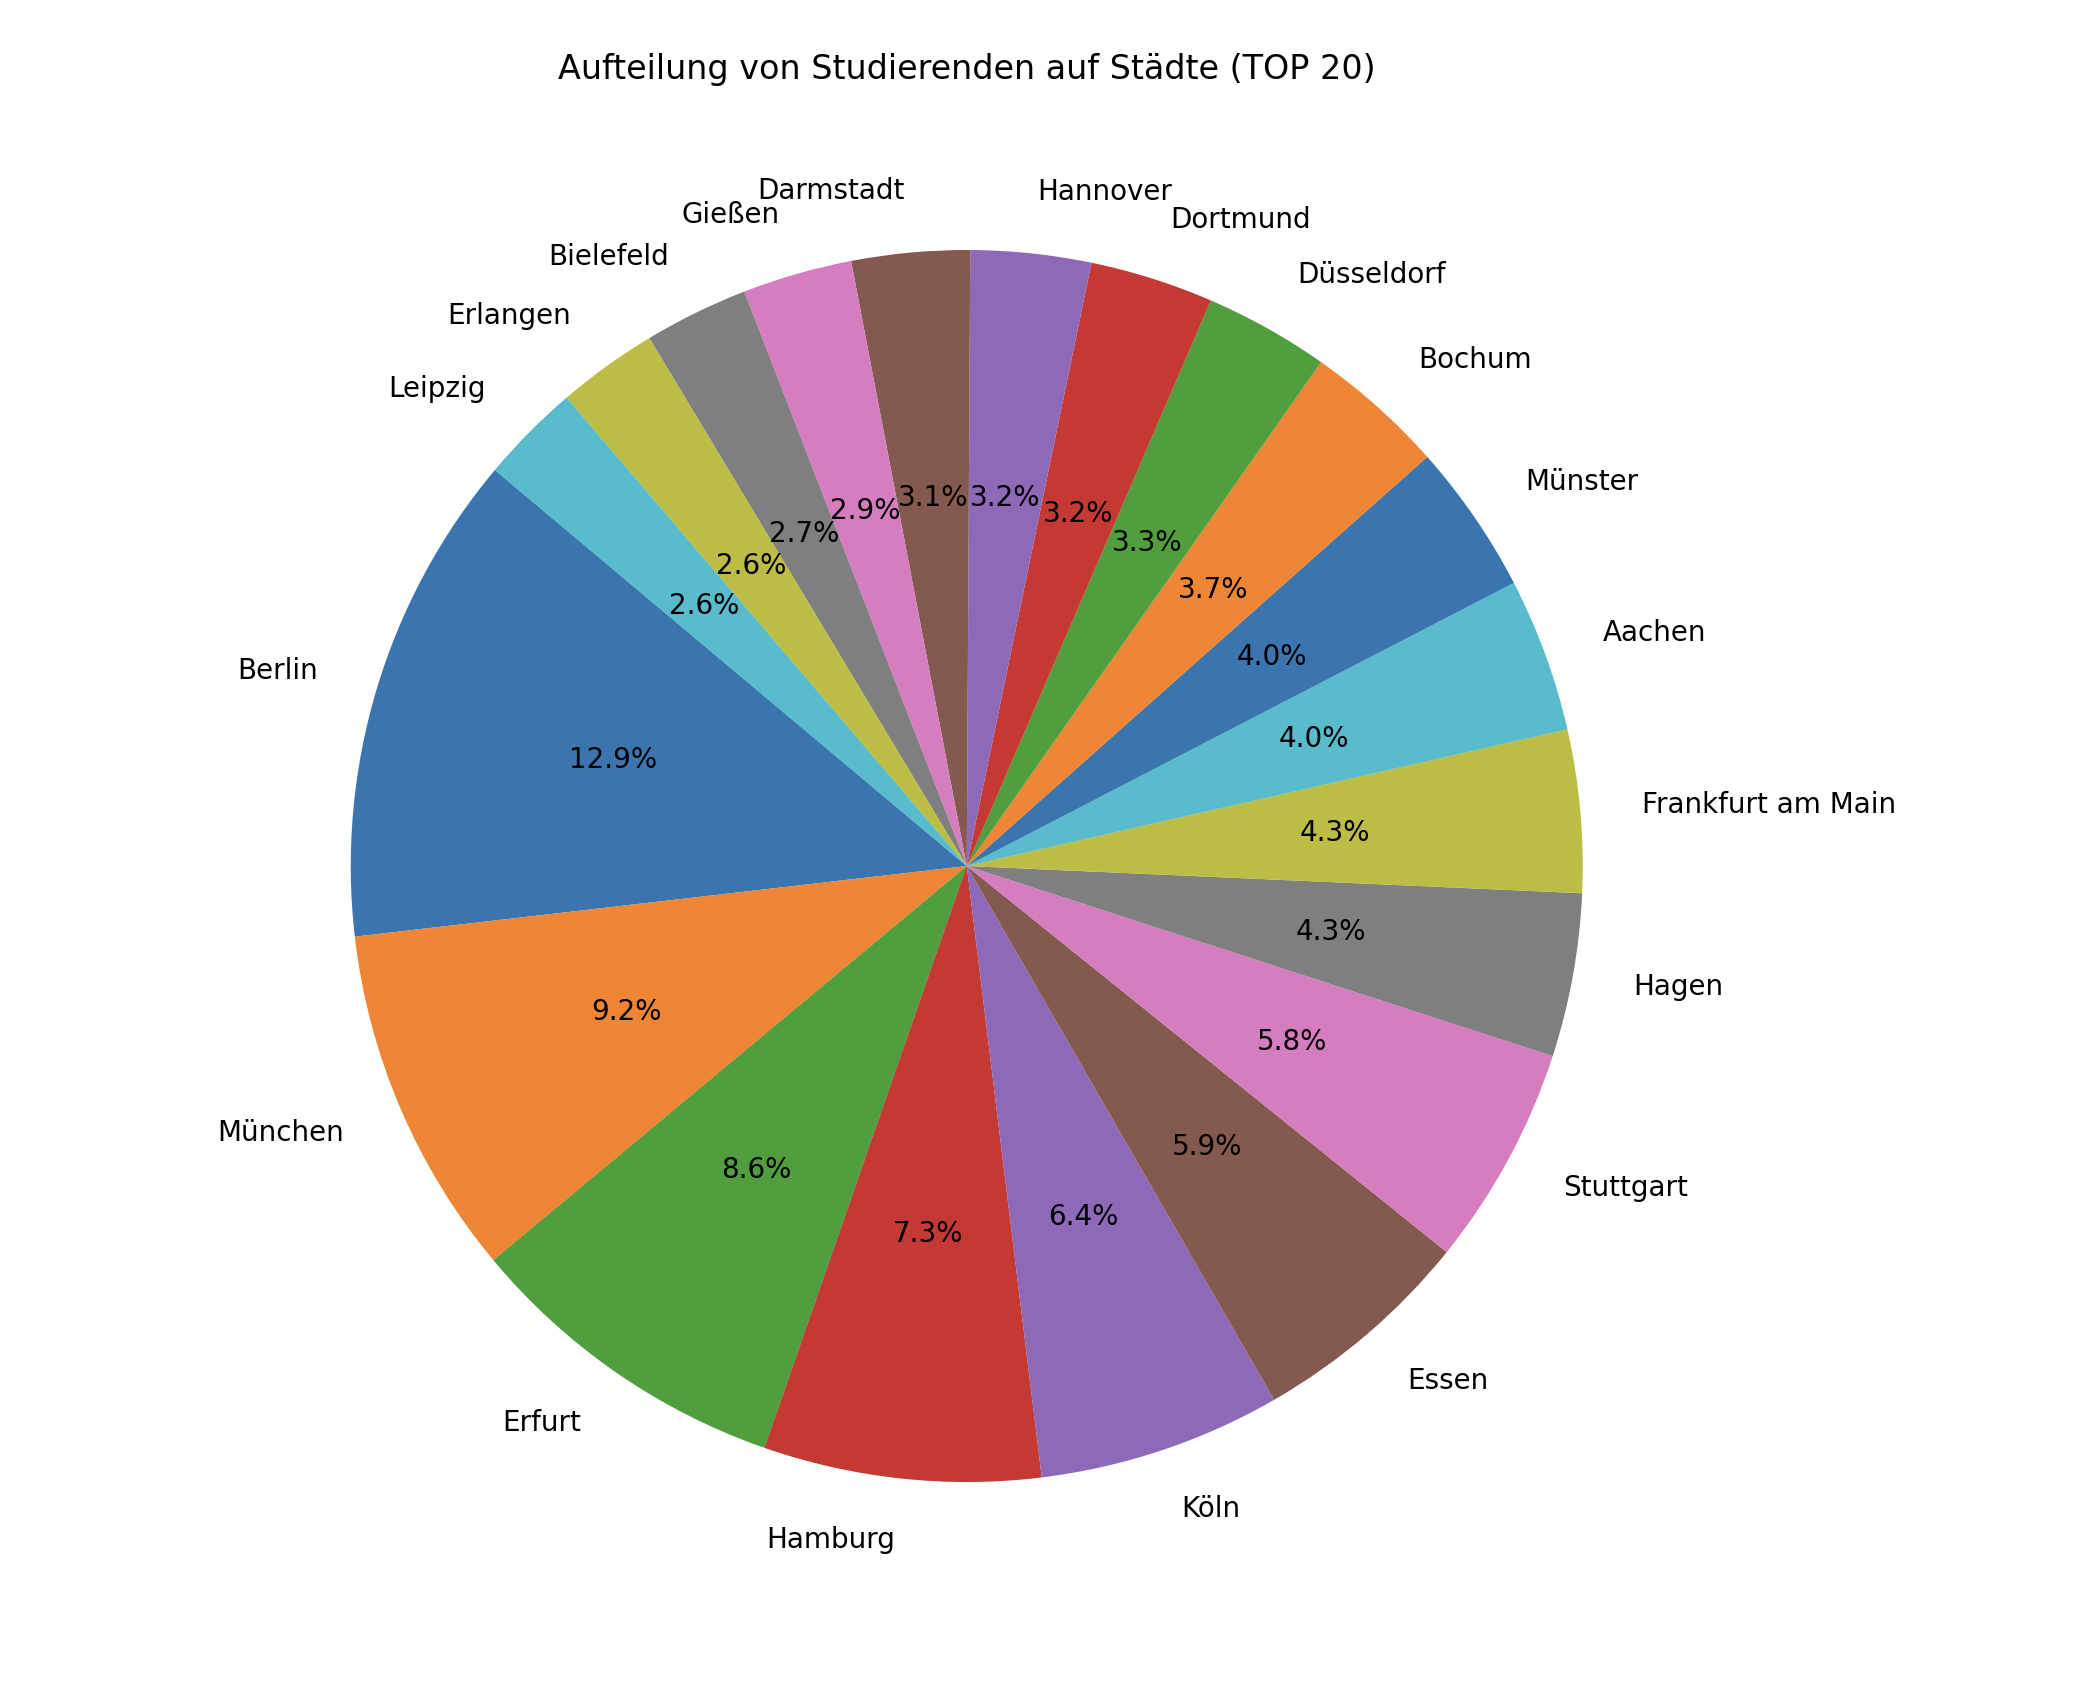 Aufteilung von Studierenden auf Städte (TOP 20)
Darmstadt
Hannover
Gießen
Dortmund
Bielefeld
Düsseldorf
Erlangen
Bochum
Leipzig
Münster
3.1%
3.2%
2.9%
3.2%
2.7%
3.3%
2.6%
3.7%
2.6%
Aachen
4.0%
Berlin
4.0%
12.9%
Frankfurt am Main
4.3%
4.3%
Hagen
9.2%
5.8%
München
5.9%
8.6%
Stuttgart
6.4%
7.3%
Essen
Erfurt
Köln
Hamburg